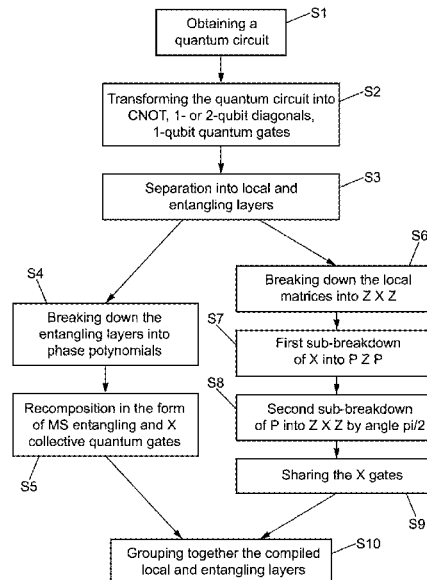 S1
Obtaining a
quantum circuit
S2
Transforming the quantum circuit into
CNOT, 1- or 2-qubit diagonals,
1-qubit quantum gates
S3
Separation into local and
entangling layers
S4
Breaking down the
entangling layers into
phase polynomials
Recomposition in the form
of MS entangling and X
collective quantum gates
S5
S6
Breaking down the local
matrices into Z X Z
S7
First sub-breakdown
of X into P Z P
S8
Second sub-breakdown
of P into Z X Z by angle pi/2
Sharing the X gates
S9
S10
Grouping together the compiled
local and entangling layers